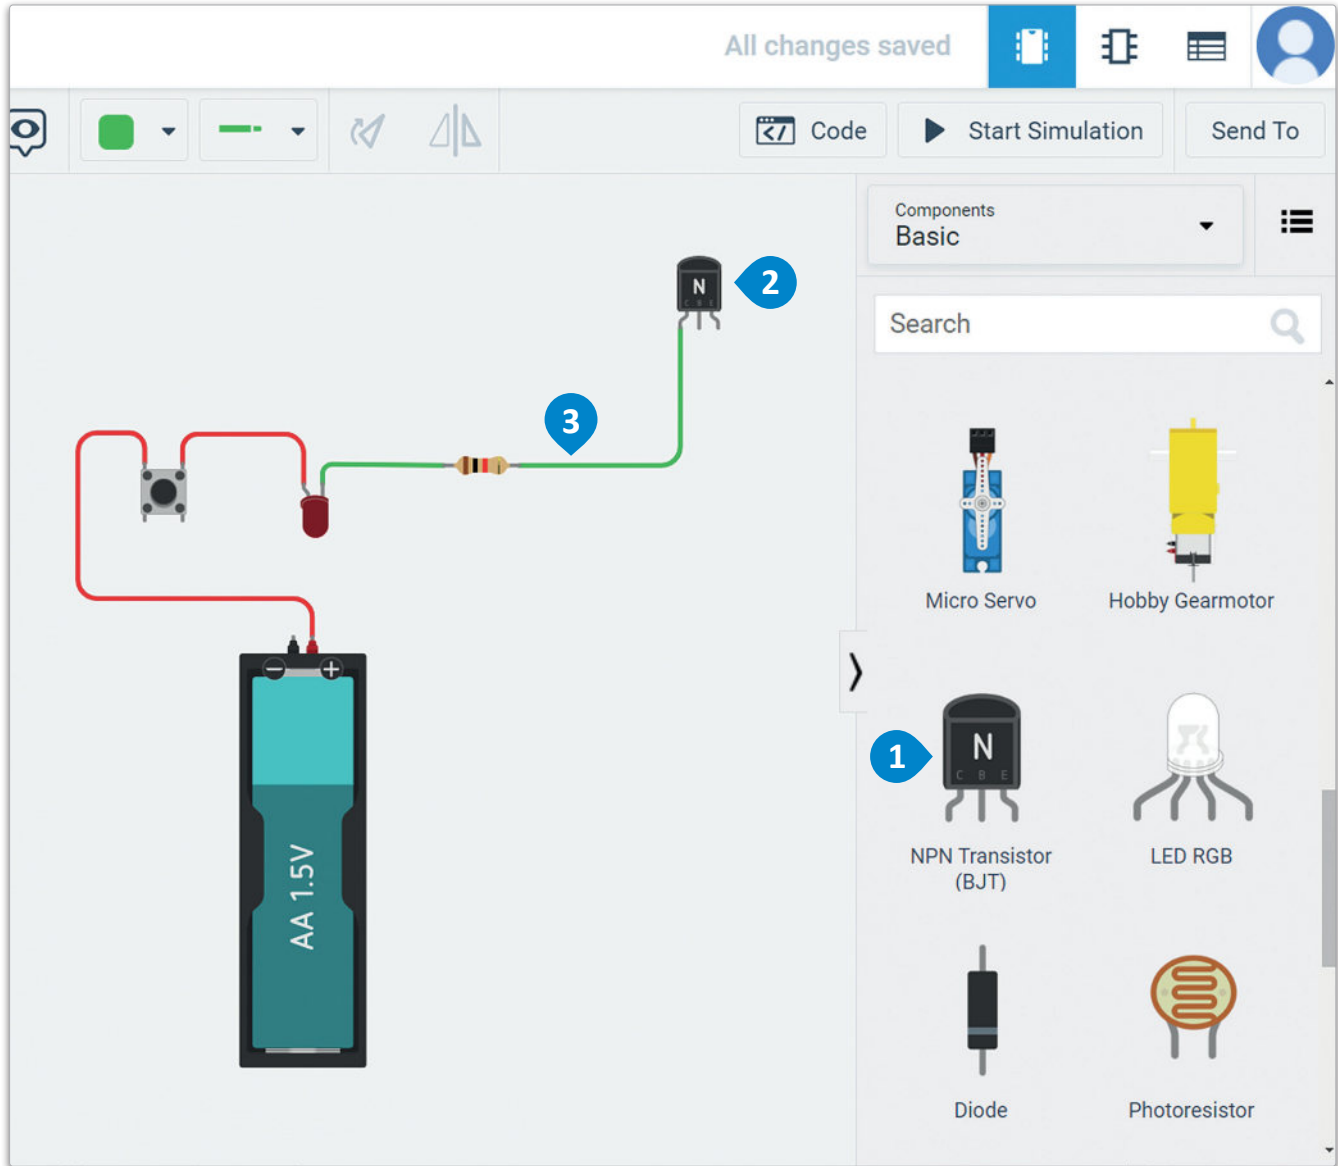 All changes saved
Code
Start Simulation
Send To
Components
Basic
Search
N
C B E
2
3
Micro Servo
Hobby Gearmotor
− +
AA 1.5V
1
N
C B E
NPN Transistor
(BJT)
LED RGB
Diode
Photoresistor